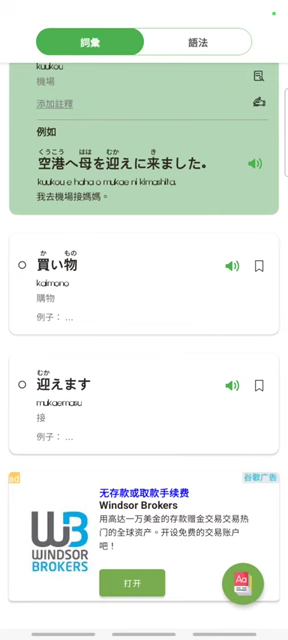 詞彙
語法
kuukou
機場
添加註釋
例如
くうこう はは むか き
空港へ母を迎えに来ました。
kuukou e haha o mukae ni kimashita.
我去機場接媽媽。
か もの
買い物
kaimono
購物
例子： ...
むか
迎えます
mukaemasu
接
例子： ...
ad
谷歌广告
无存款或取款手续费
Windsor Brokers
用高达一万美金的存款赠金交易交易热
门的全球资产。开设免费的交易账户
吧！
WINDSOR
BROKERS
打开
Aa